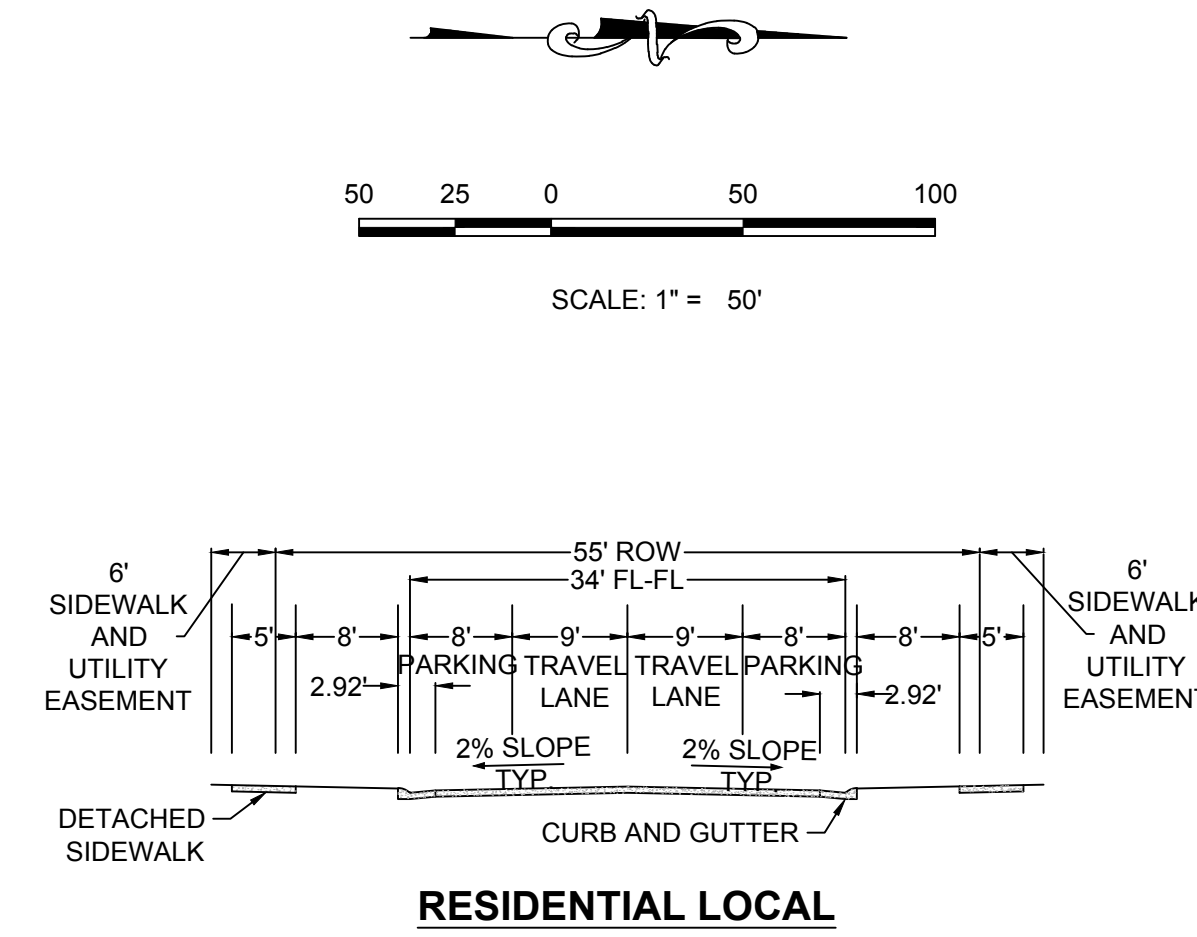 50 25 0 50 100
SCALE: 1" = 50'
55' ROW
34' FL-FL
6'
SIDEWALK
AND
UTILITY
EASEMENT
6'
SIDEWALK
AND
UTILITY
EASEMENT
5' 8' 8' 9' 9' 8' 8' 5'
PARKING TRAVEL TRAVEL PARKING
LANE LANE
2.92' 2.92'
2% SLOPE 2% SLOPE
TYP. TYP.
DETACHED
SIDEWALK
CURB AND GUTTER
RESIDENTIAL LOCAL